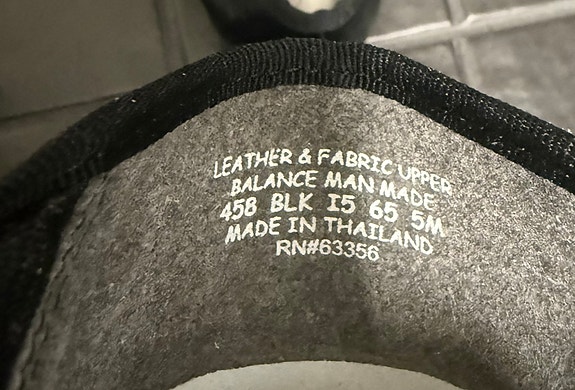 LEATHER & FABRIC UPPER
BALANCE MAN MADE
458 BLK I5 65 5M
MADE IN THAILAND
RN#63356